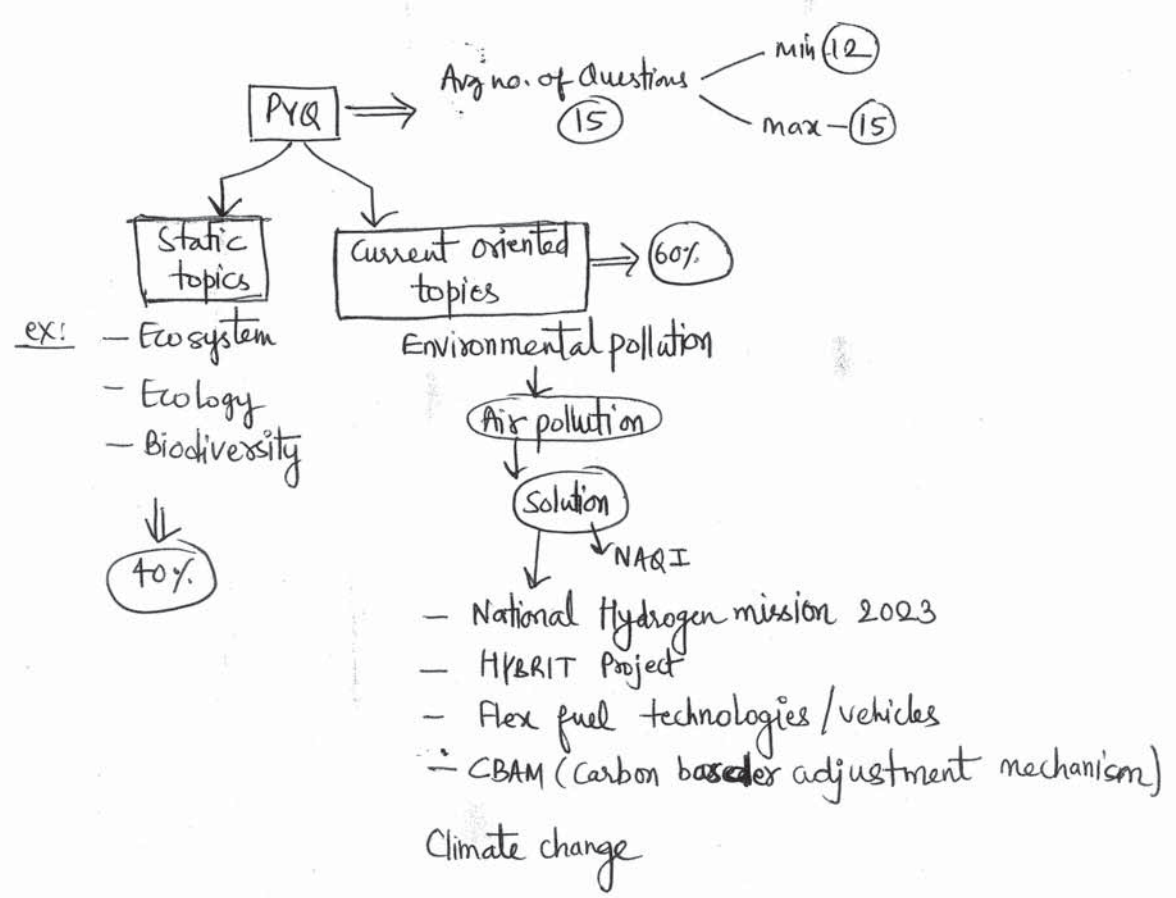 PYQ ⇒ Avg no. of Questions
15
min 12
max - 15
Static
topics
Current oriented
topics
60%
ex:
- Ecosystem
- Ecology
- Biodiversity
40%
Environmental pollution
Air pollution
Solution
NAQI
- National Hydrogen mission 2023
- HYBRIT Project
- Flex fuel technologies/vehicles
- CBAM (Carbon border adjustment mechanism)
Climate change